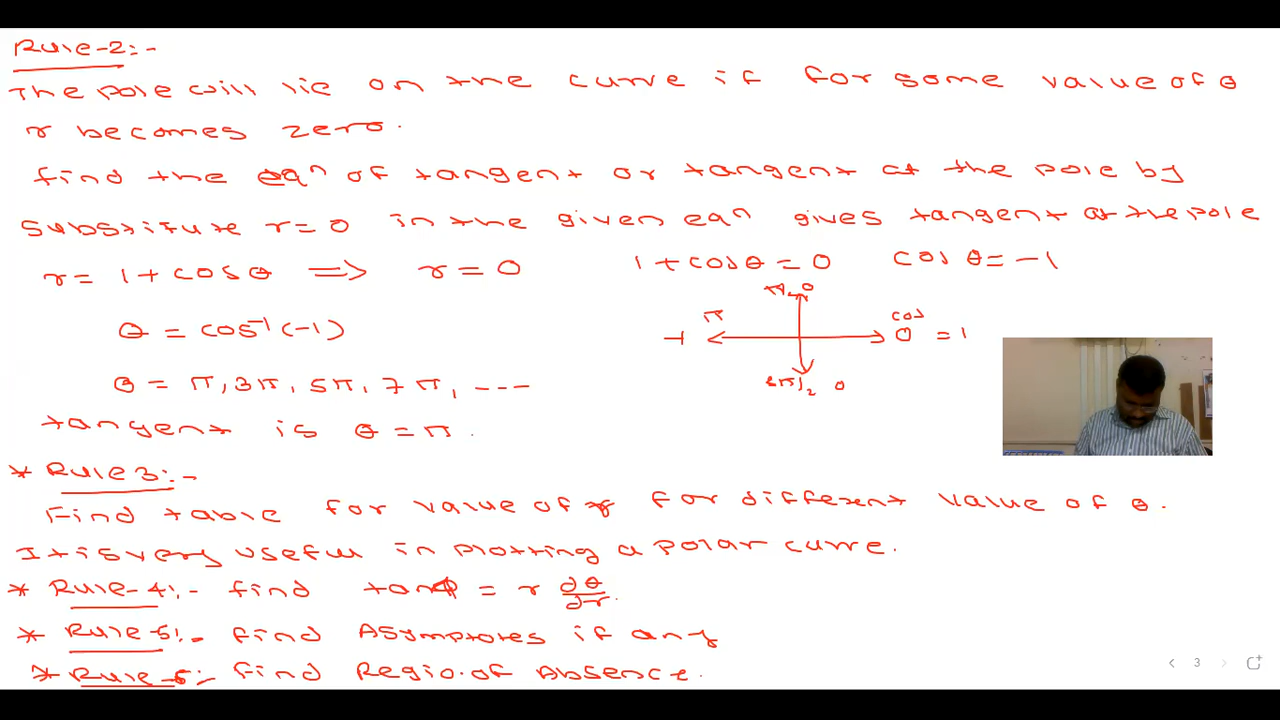 Rule-2:-
The pole will lie on the curve if for some value of θ
r becomes zero.
find the eqⁿ of tangent or tangent at the pole by
substitute r=0 in the given eqⁿ gives tangent at the pole
r= 1+cosθ ⟹ r=0 1+cosθ=0 cosθ=-1
θ = cos⁻¹(-1)
π/2 0
π cos
-1 0 =1
3π/2 0
θ = π, 3π, 5π, 7π, ---
tangent is θ=π.
* Rule 3:-
Find table for value of r for different value of θ.
It is very useful in plotting a polar curve.
* Rule-4:- find tanφ = r dθ/dr.
* Rule-5:- find Asymptotes if any
* Rule-6:- find Regio.of Absence.
3